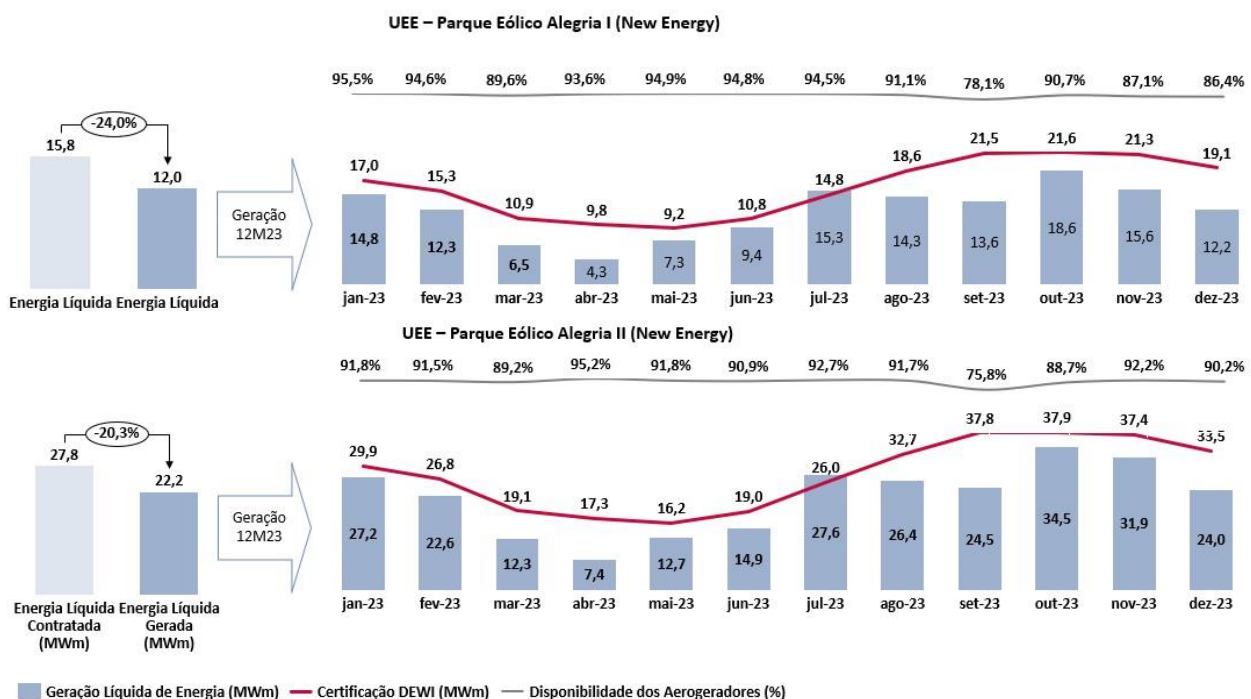 UEE – Parque Eólico Alegria I (New Energy)
95,5% 94,6% 89,6% 93,6% 94,9% 94,8% 94,5% 91,1% 78,1% 90,7% 87,1% 86,4%
-24,0%
15,8
12,0
Energia Líquida Energia Líquida
Geração
12M23
17,0 15,3 10,9 9,8 9,2 10,8 14,8 18,6 21,5 21,6 21,3 19,1
14,8 12,3 6,5 4,3 7,3 9,4 15,3 14,3 13,6 18,6 15,6 12,2
jan-23 fev-23 mar-23 abr-23 mai-23 jun-23 jul-23 ago-23 set-23 out-23 nov-23 dez-23
UEE – Parque Eólico Alegria II (New Energy)
91,8% 91,5% 89,2% 95,2% 91,8% 90,9% 92,7% 91,7% 75,8% 88,7% 92,2% 90,2%
-20,3%
27,8
22,2
Energia Líquida Energia Líquida
Contratada Gerada
(MWm) (MWm)
Geração
12M23
29,9 26,8 19,1 17,3 16,2 19,0 26,0 32,7 37,8 37,9 37,4 33,5
27,2 22,6 12,3 7,4 12,7 14,9 27,6 26,4 24,5 34,5 31,9 24,0
jan-23 fev-23 mar-23 abr-23 mai-23 jun-23 jul-23 ago-23 set-23 out-23 nov-23 dez-23
Geração Líquida de Energia (MWm) Certificação DEWI (MWm) Disponibilidade dos Aerogeradores (%)